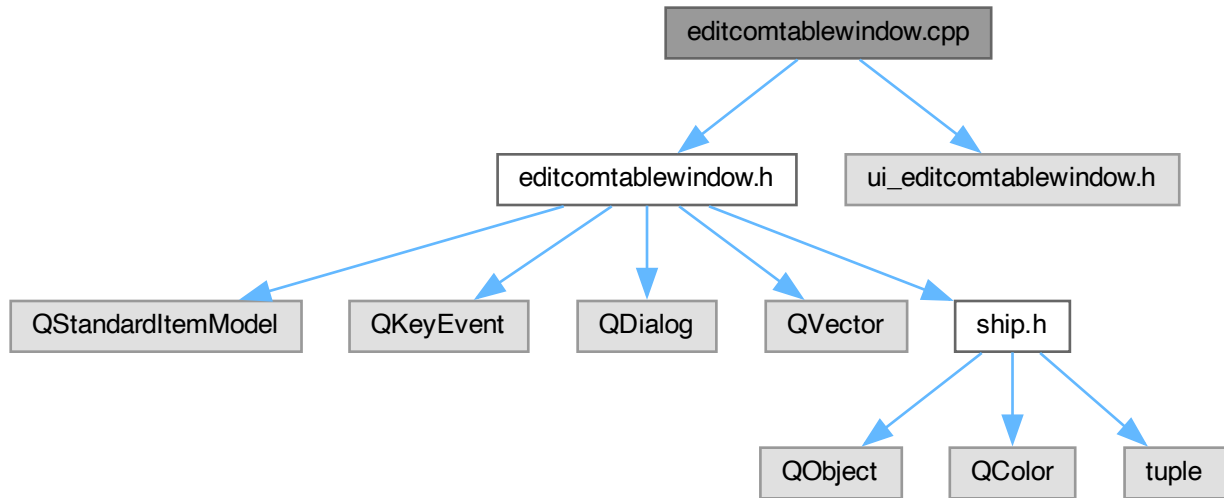 editcomtablewindow.cpp
editcomtablewindow.h
ui_editcomtablewindow.h
QStandardItemModel
QKeyEvent
QDialog
QVector
ship.h
QObject
QColor
tuple